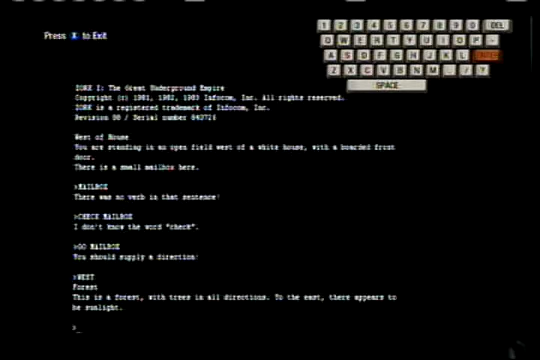 Press X to Exit
1 2 3 4 5 6 7 8 9 0 DEL
Q W E R T Y U I O P -
A S D F G H J K L
Z X C V B N M , . / Y
SPACE
ZORK I: The Great Underground Empire
Copyright (c) 1981, 1982, 1983 Infocom, Inc. All rights reserved.
ZORK is a registered trademark of Infocom, Inc.
Revision 88 / Serial number 840726
West of House
You are standing in an open field west of a white house, with a boarded front
door.
There is a small mailbox here.
>MAILBOX
There was no verb in that sentence!
>CHECK MAILBOX
I don't know the word "check".
>GO MAILBOX
You should supply a direction!
>WEST
Forest
This is a forest, with trees in all directions. To the east, there appears to
be sunlight.
>_